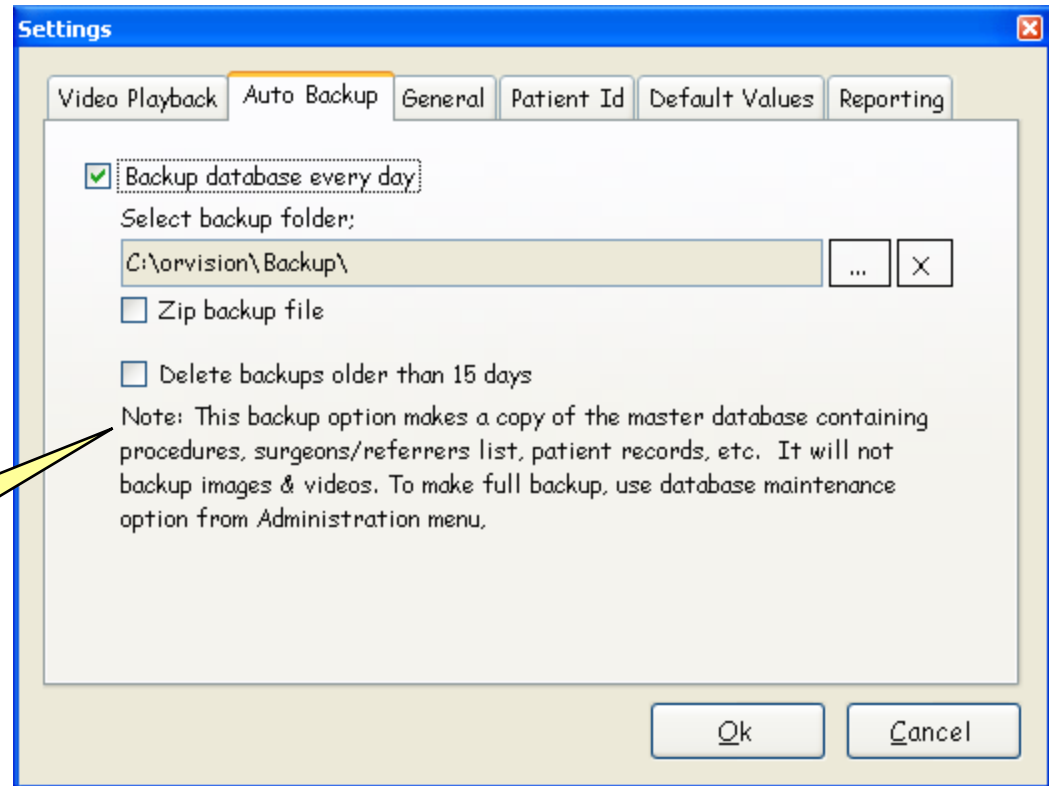 Settings
Video Playback Auto Backup General Patient Id Default Values Reporting
Backup database every day
Select backup folder;
C:\orvision\Backup\ ... X
Zip backup file
Delete backups older than 15 days
Note: This backup option makes a copy of the master database containing
procedures, surgeons/referrers list, patient records, etc. It will not
backup images & videos. To make full backup, use database maintenance
option from Administration menu,
Ok Cancel